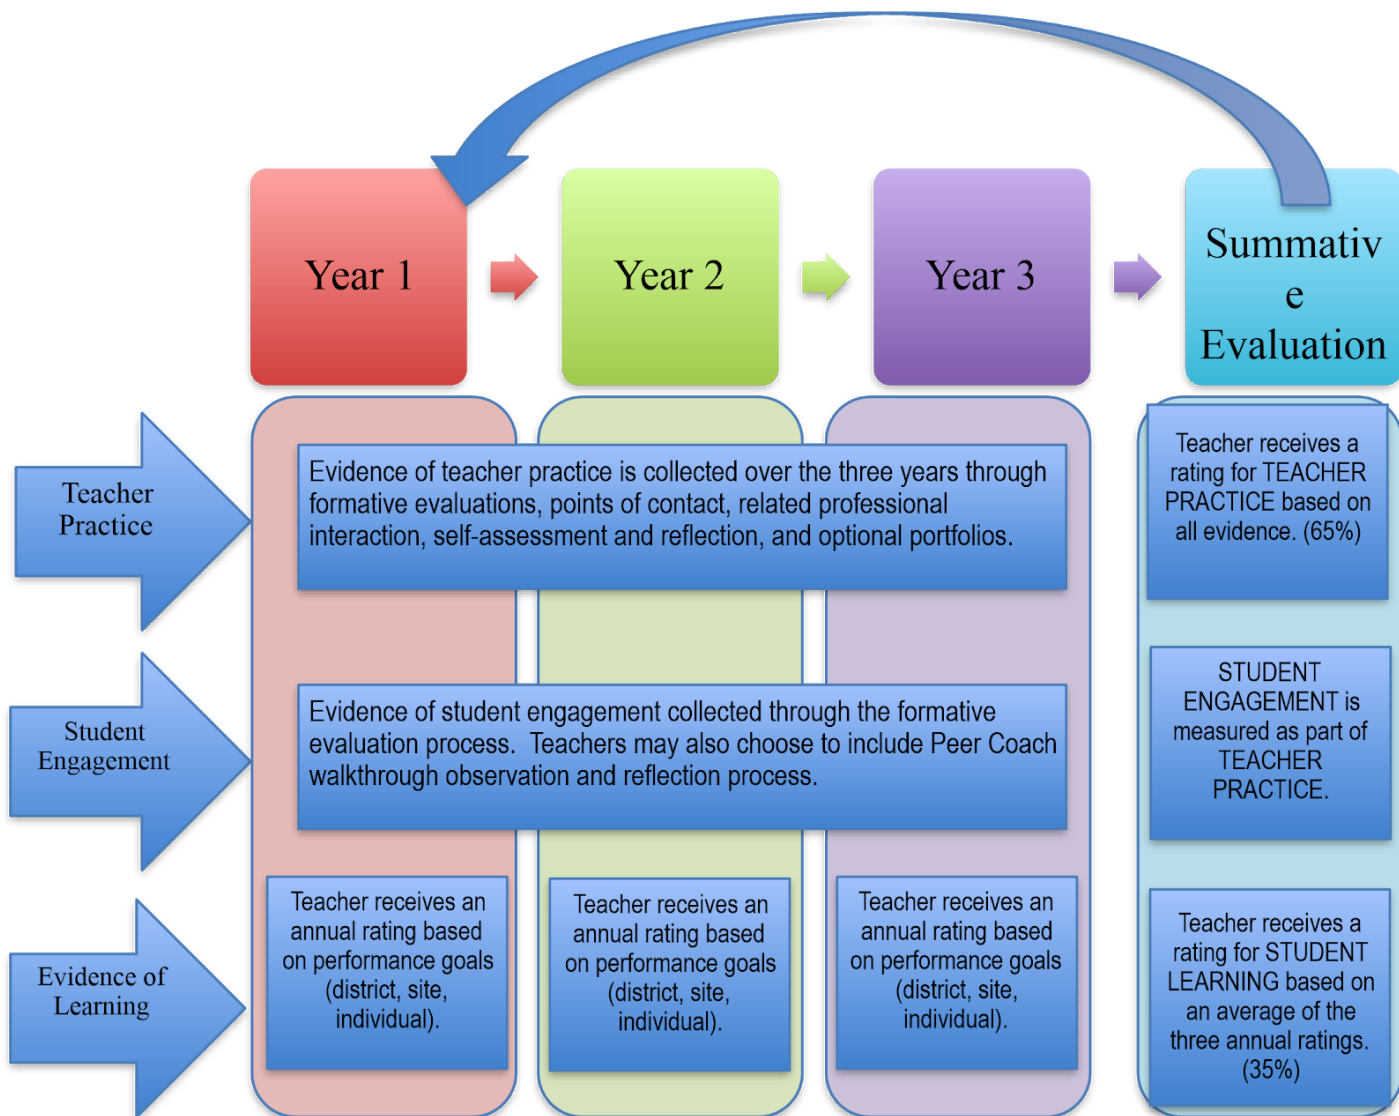 Year 1
Year 2
Year 3
Summativ
e
Evaluation
Teacher
Practice
Evidence of teacher practice is collected over the three years through
formative evaluations, points of contact, related professional
interaction, self-assessment and reflection, and optional portfolios.
Teacher receives a
rating for TEACHER
PRACTICE based on
all evidence. (65%)
Student
Engagement
Evidence of student engagement collected through the formative
evaluation process.  Teachers may also choose to include Peer Coach
walkthrough observation and reflection process.
STUDENT
ENGAGEMENT is
measured as part of
TEACHER
PRACTICE.
Evidence of
Learning
Teacher receives an
annual rating based
on performance goals
(district, site,
individual).
Teacher receives an
annual rating based
on performance goals
(district, site,
individual).
Teacher receives an
annual rating based
on performance goals
(district, site,
individual).
Teacher receives a
rating for STUDENT
LEARNING based on
an average of the
three annual ratings.
(35%)